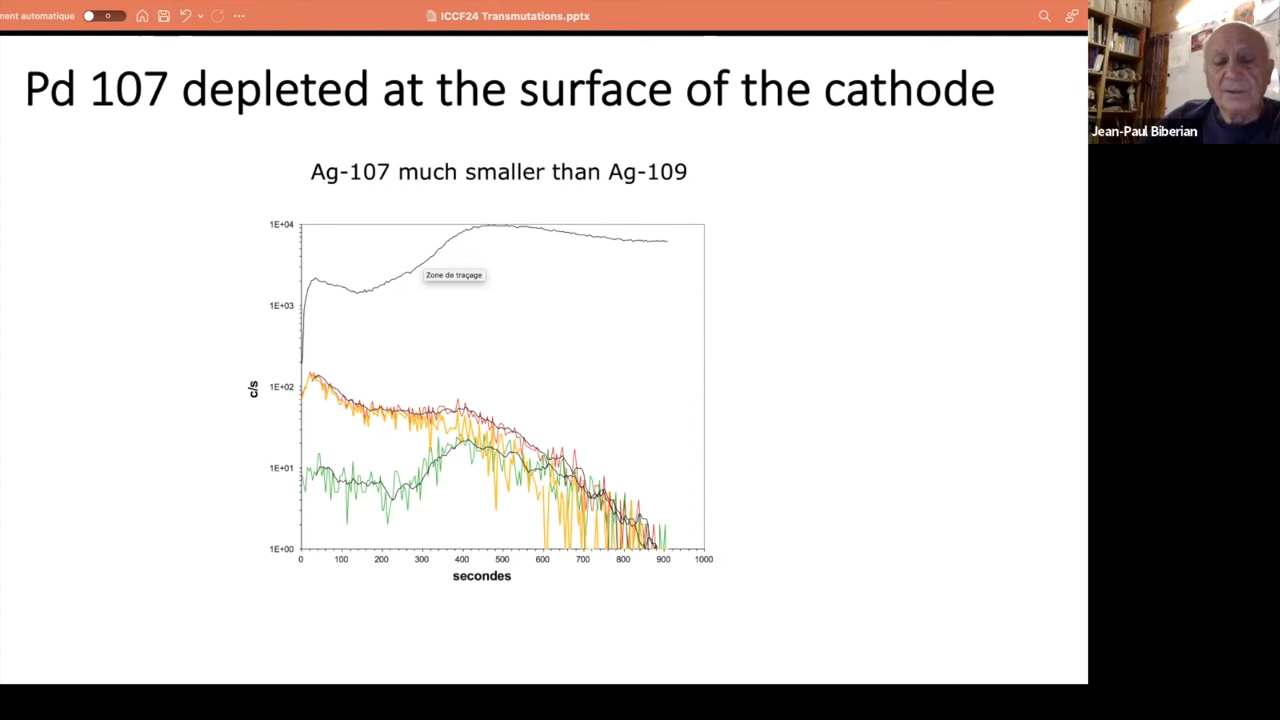 ment automatique
ICCF24 Transmutations.pptx
Jean-Paul Biberian
Pd 107 depleted at the surface of the cathode
Ag-107 much smaller than Ag-109
1E+04
Zone de traçage
1E+03
1E+02
c/s
1E+01
1E+00
0 100 200 300 400 500 600 700 800 900 1000
secondes